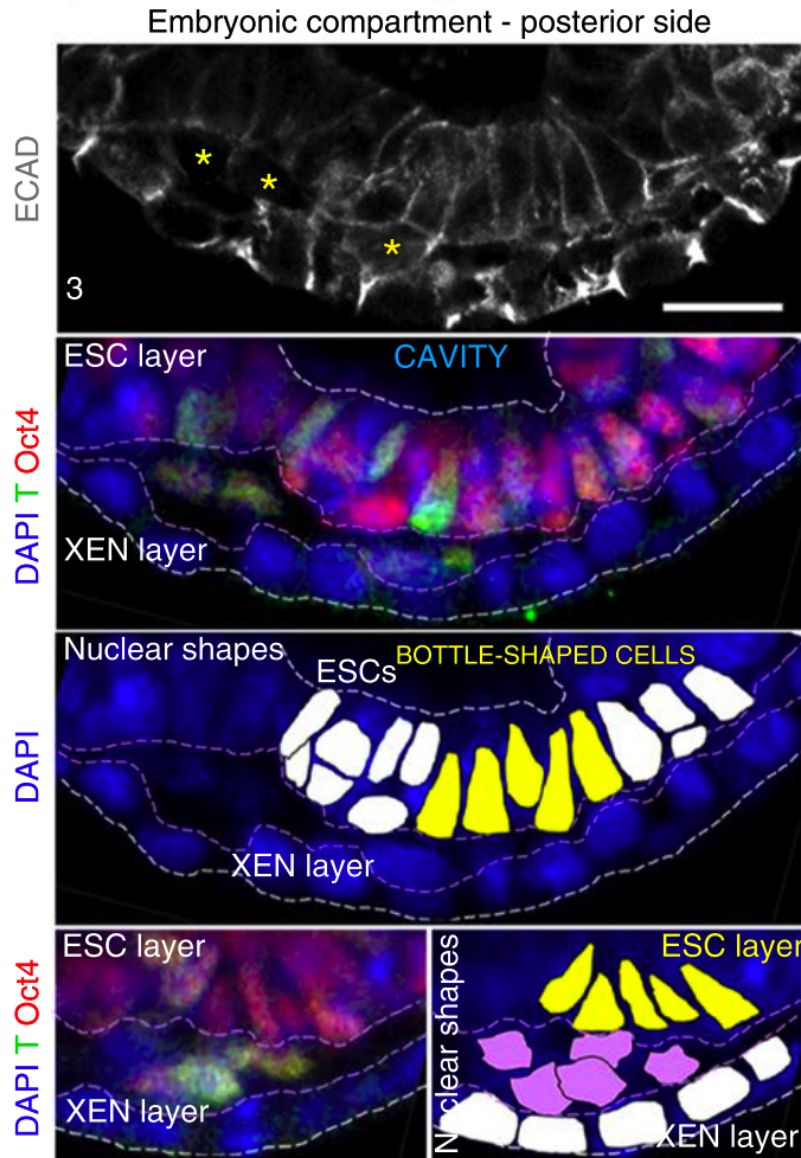 Embryonic compartment - posterior side
ECAD
* * *
3
DAPI T Oct4
ESC layer
CAVITY
XEN layer
DAPI
Nuclear shapes
ESCs
BOTTLE-SHAPED CELLS
XEN layer
DAPI T Oct4
ESC layer
XEN layer
Nuclear shapes
ESC layer
XEN layer